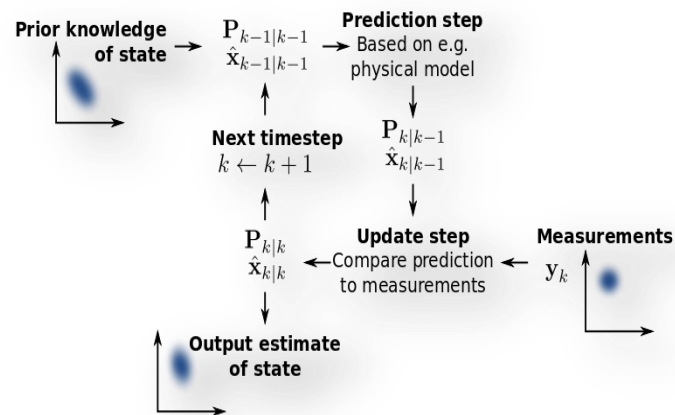 Prior knowledge
of state
P_{k-1|k-1}
x̂_{k-1|k-1}
Prediction step
Based on e.g.
physical model
Next timestep
k ← k + 1
P_{k|k-1}
x̂_{k|k-1}
P_{k|k}
x̂_{k|k}
Update step
Compare prediction
to measurements
Measurements
y_k
Output estimate
of state